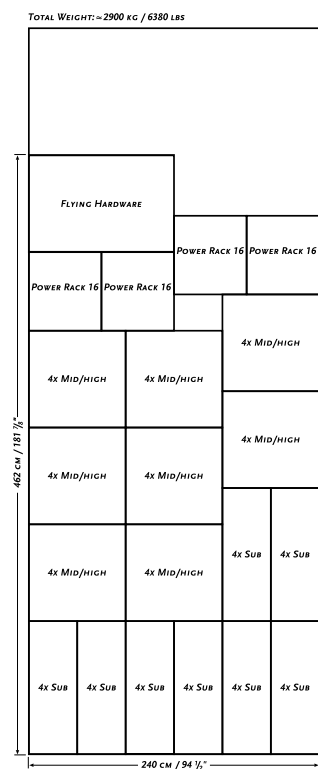 Total Weight: ≈2900 kg / 6380 lbs
Flying Hardware
Power Rack 16
Power Rack 16
Power Rack 16
Power Rack 16
4x Mid/high
4x Mid/high
4x Mid/high
4x Mid/high
4x Mid/high
4x Mid/high
4x Mid/high
4x Mid/high
462 cm / 181 7/8"
4x Sub
4x Sub
4x Sub
4x Sub
4x Sub
4x Sub
4x Sub
4x Sub
240 cm / 94 1/2"